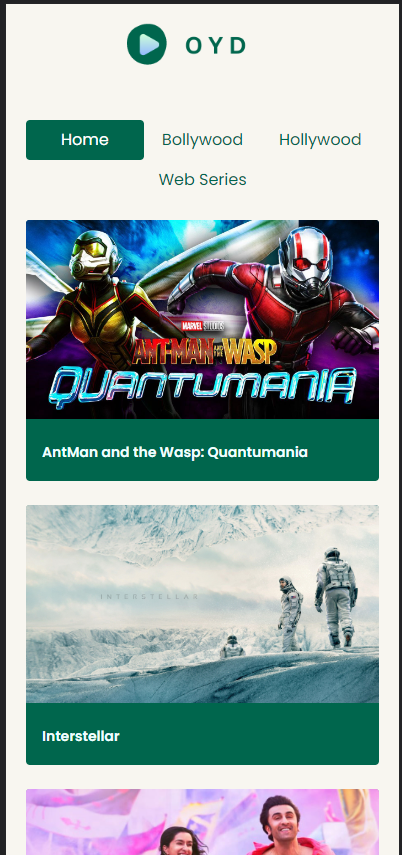 OYD
Home Bollywood Hollywood
Web Series
MARVEL STUDIOS
ANT-MAN AND THE WASP
QUANTUMANIA
AntMan and the Wasp: Quantumania
INTERSTELLAR
Interstellar